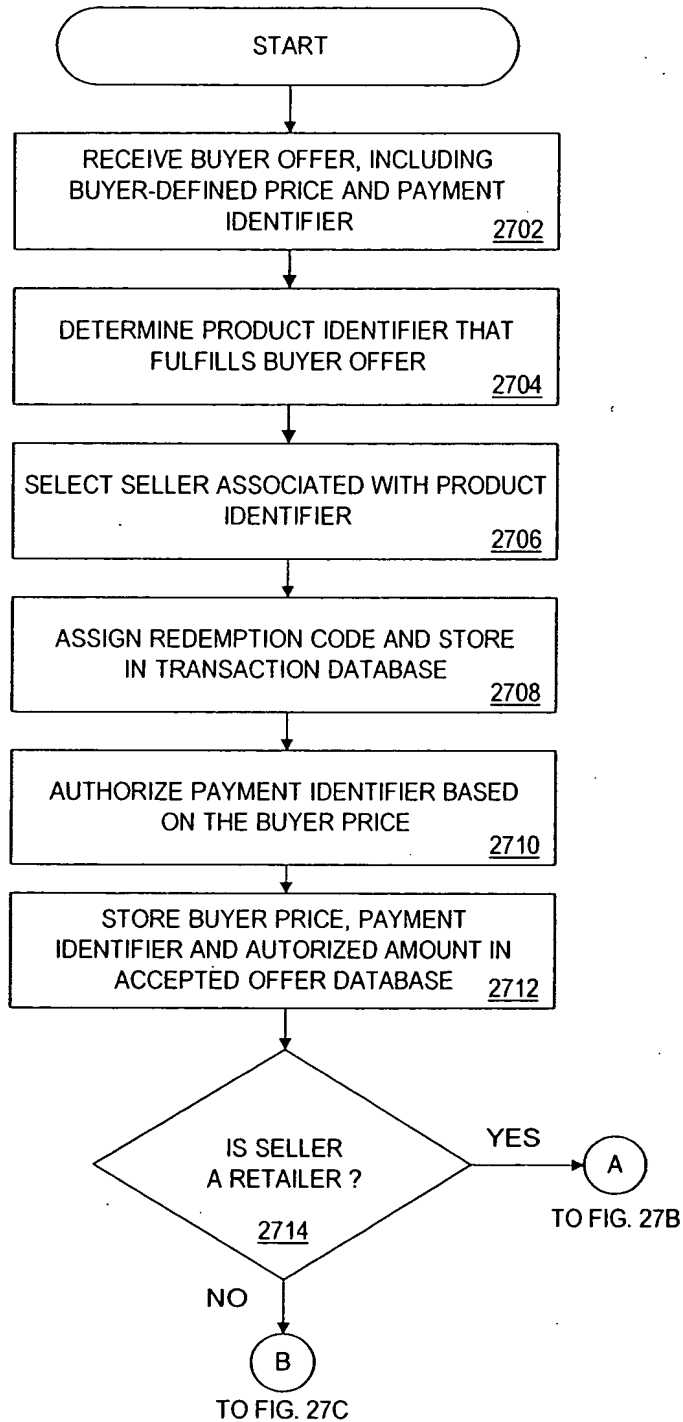 START
RECEIVE BUYER OFFER, INCLUDING
BUYER-DEFINED PRICE AND PAYMENT
IDENTIFIER
2702
DETERMINE PRODUCT IDENTIFIER THAT
FULFILLS BUYER OFFER
2704
SELECT SELLER ASSOCIATED WITH PRODUCT
IDENTIFIER
2706
ASSIGN REDEMPTION CODE AND STORE
IN TRANSACTION DATABASE
2708
AUTHORIZE PAYMENT IDENTIFIER BASED
ON THE BUYER PRICE
2710
STORE BUYER PRICE, PAYMENT
IDENTIFIER AND AUTORIZED AMOUNT IN
ACCEPTED OFFER DATABASE
2712
IS SELLER
A RETAILER ?
2714
YES
A
TO FIG. 27B
NO
B
TO FIG. 27C